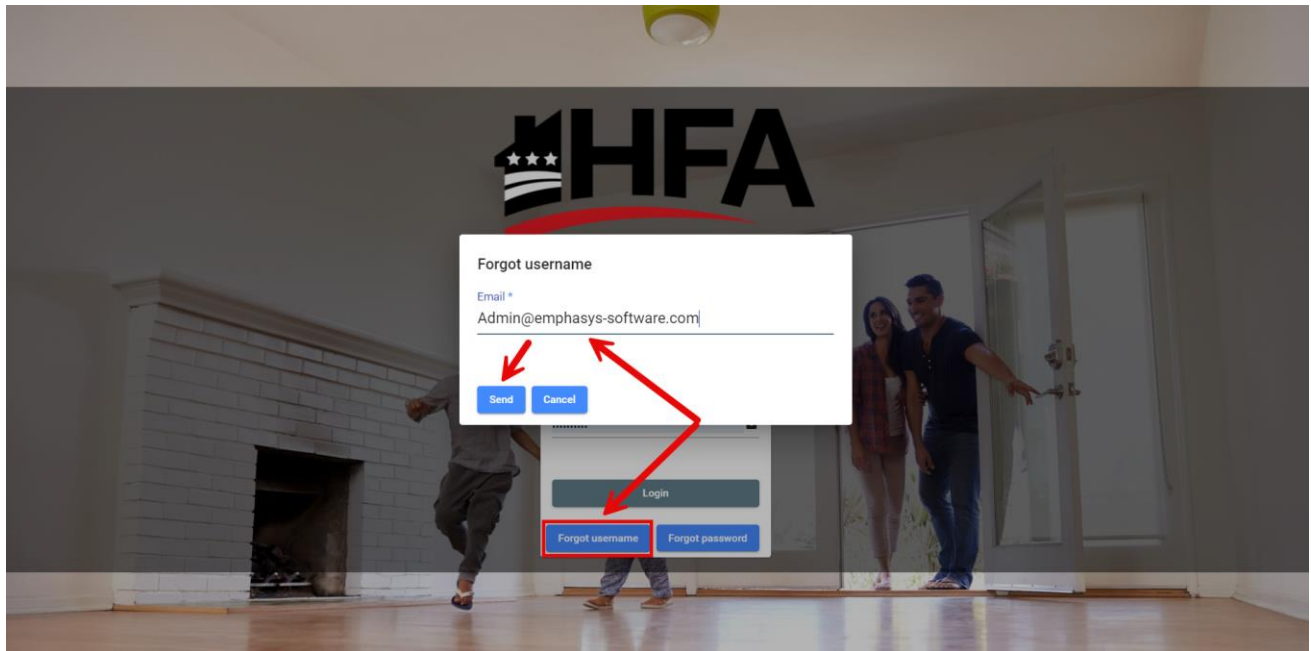 HFA
Forgot username
Email *
Admin@emphasys-software.com
Send Cancel
Login
Forgot username Forgot password